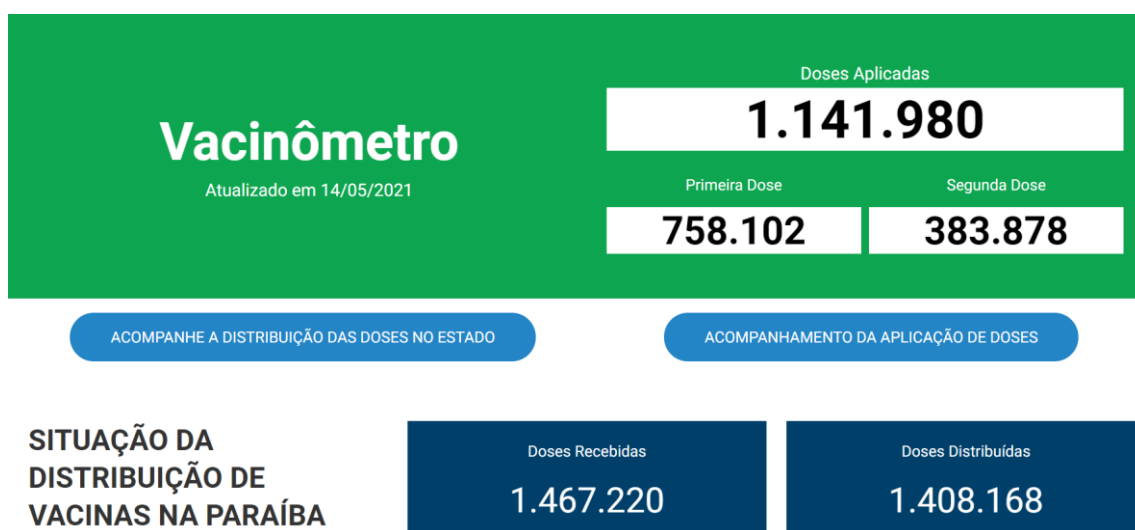 Vacinômetro
Atualizado em 14/05/2021
Doses Aplicadas
1.141.980
Primeira Dose
758.102
Segunda Dose
383.878
ACOMPANHE A DISTRIBUIÇÃO DAS DOSES NO ESTADO
ACOMPANHAMENTO DA APLICAÇÃO DE DOSES
SITUAÇÃO DA
DISTRIBUIÇÃO DE
VACINAS NA PARAÍBA
Doses Recebidas
1.467.220
Doses Distribuídas
1.408.168